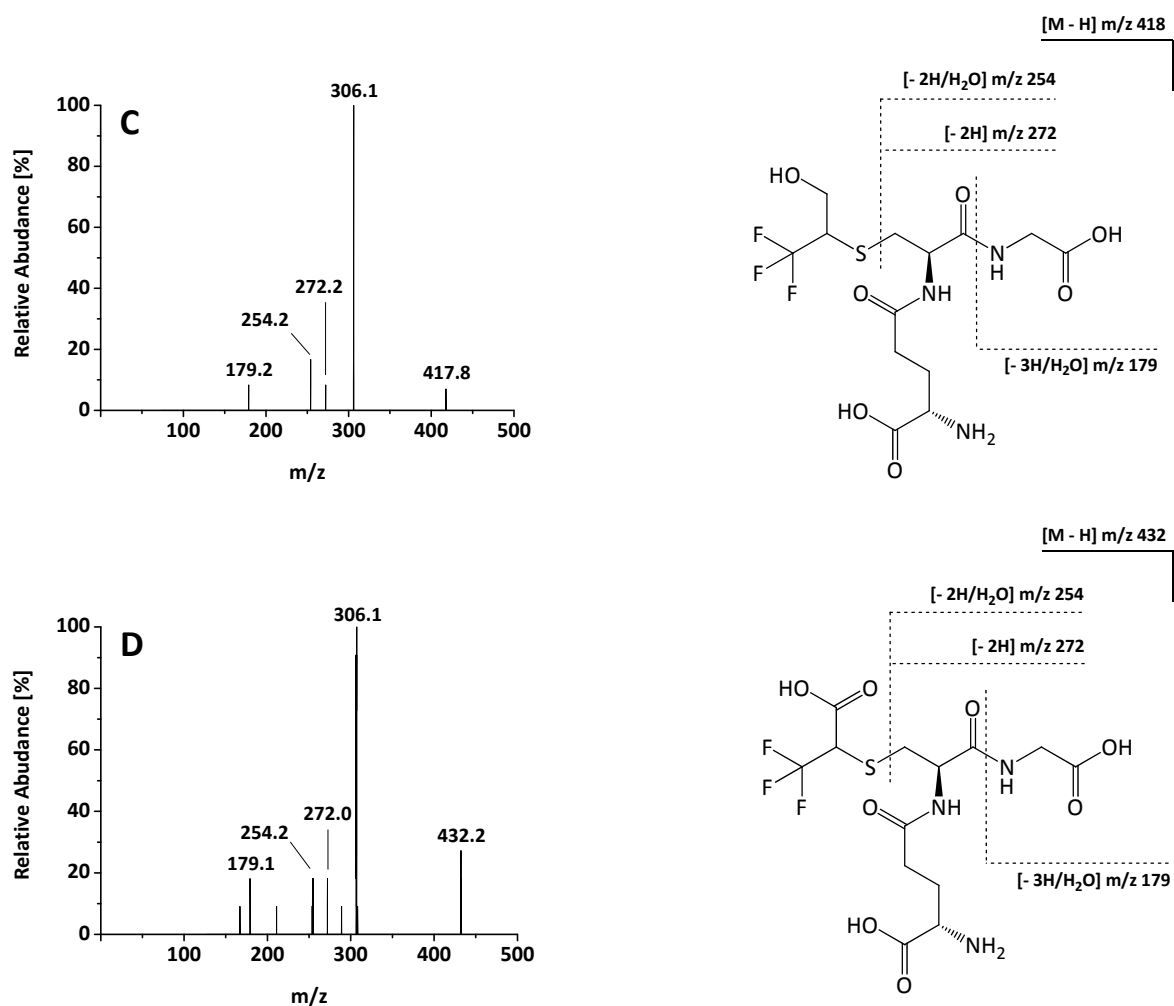 [M - H] m/z 418
[- 2H/H₂O] m/z 254
[- 2H] m/z 272
C
Relative Abudance [%]
100
80
60
40
20
0
306.1
272.2
254.2
179.2
417.8
100 200 300 400 500
m/z
HO
O
F
F
F
S
N
H
OH
O
O
NH
HO
O
NH₂
[- 3H/H₂O] m/z 179
[M - H] m/z 432
[- 2H/H₂O] m/z 254
[- 2H] m/z 272
D
Relative Abudance [%]
100
80
60
40
20
0
306.1
272.0
254.2
179.1
432.2
100 200 300 400 500
m/z
HO
O
O
F
F
F
S
N
H
OH
O
O
NH
HO
O
NH₂
[- 3H/H₂O] m/z 179